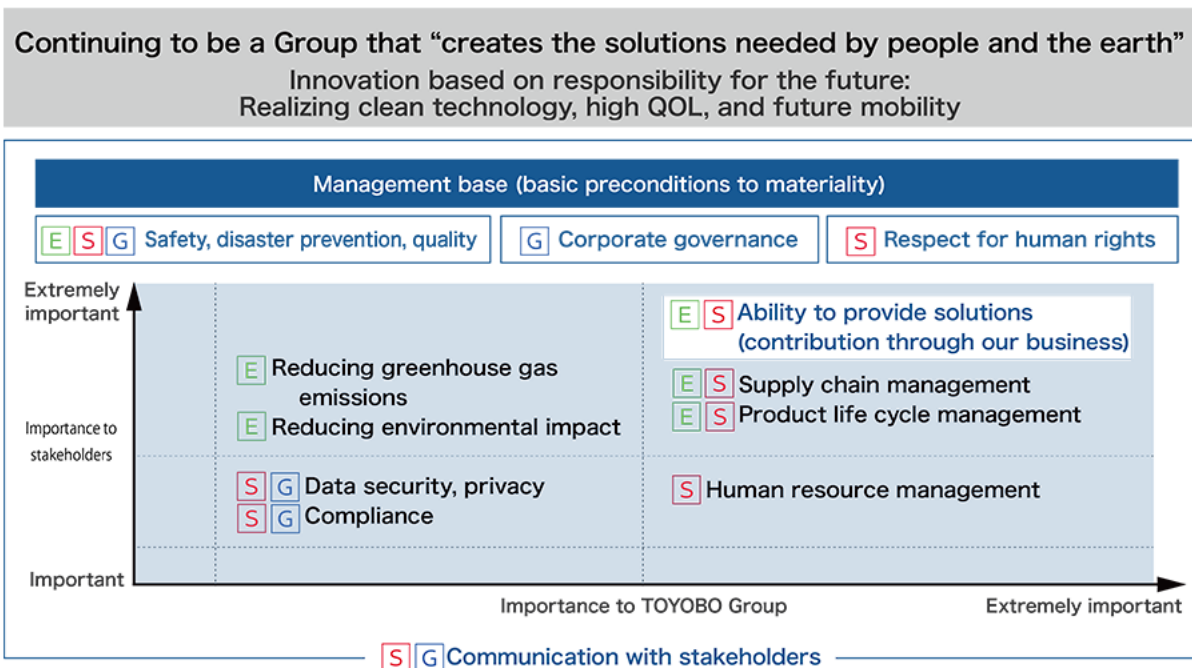 Continuing to be a Group that “creates the solutions needed by people and the earth”
Innovation based on responsibility for the future:
Realizing clean technology, high QOL, and future mobility
Management base (basic preconditions to materiality)
E S G Safety, disaster prevention, quality
G Corporate governance
S Respect for human rights
Extremely
important
E S Ability to provide solutions
(contribution through our business)
E Reducing greenhouse gas
emissions
E S Supply chain management
E S Product life cycle management
E Reducing environmental impact
Importance to
stakeholders
S G Data security, privacy
S G Compliance
S Human resource management
Important
Importance to TOYOBO Group
Extremely important
S G Communication with stakeholders